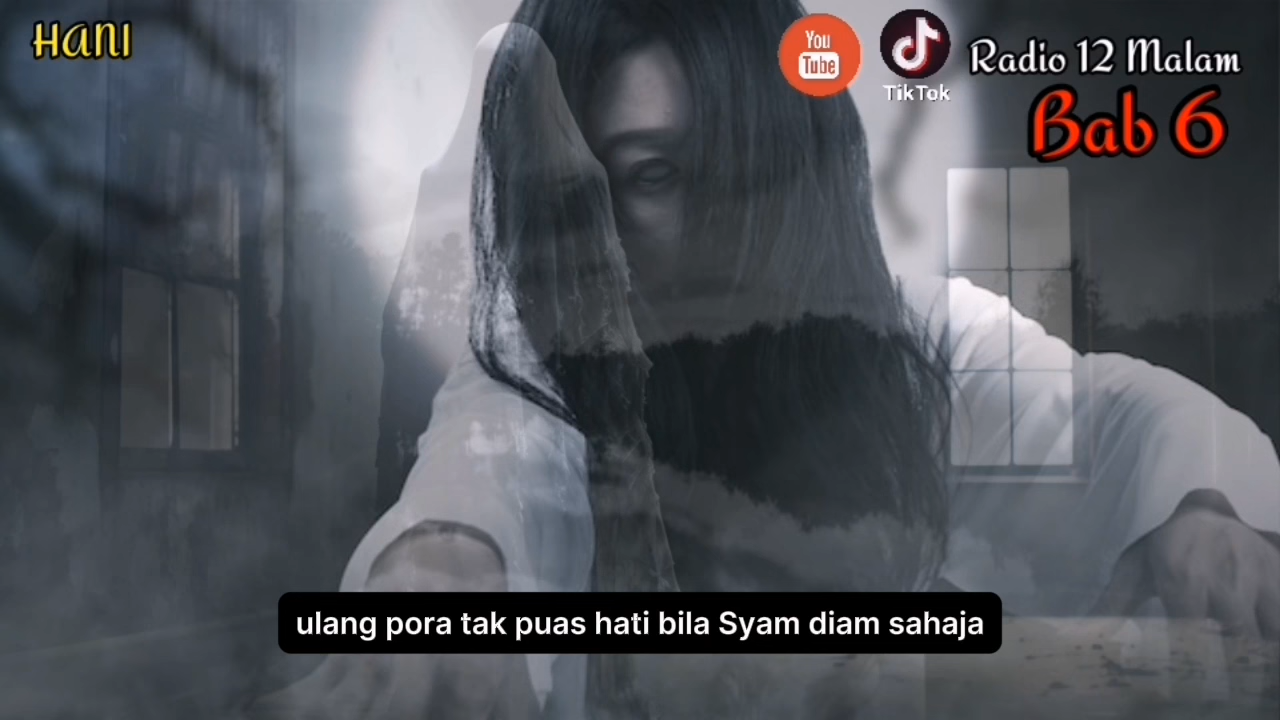 HANI
You
Tube
TikTok
Radio 12 Malam
Bab 6
ulang pora tak puas hati bila Syam diam sahaja